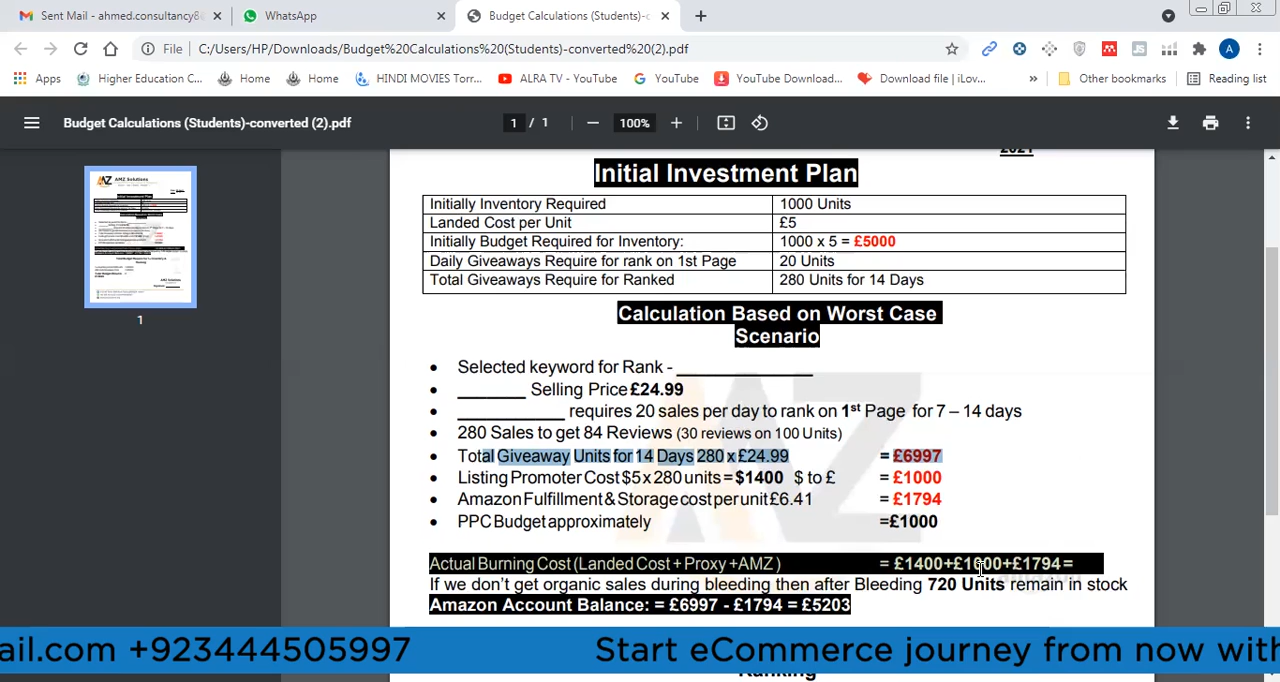 Sent Mail - ahmed.consultancy8
WhatsApp
Budget Calculations (Students)-c
File
C:/Users/HP/Downloads/Budget%20Calculations%20(Students)-converted%20(2).pdf
A
Apps
Higher Education C...
Home
Home
HINDI MOVIES Torr...
ALRA TV - YouTube
YouTube
YouTube Download...
Download file | iLov...
»
Other bookmarks
Reading list
Budget Calculations (Students)-converted (2).pdf
1 / 1
100%
1
2021
Initial Investment Plan
Initially Inventory Required 1000 Units
Landed Cost per Unit £5
Initially Budget Required for Inventory: 1000 x 5 = £5000
Daily Giveaways Require for rank on 1st Page 20 Units
Total Giveaways Require for Ranked 280 Units for 14 Days
Calculation Based on Worst Case
Scenario
• Selected keyword for Rank - ______________
• _______ Selling Price £24.99
• ____________ requires 20 sales per day to rank on 1st Page for 7 – 14 days
• 280 Sales to get 84 Reviews (30 reviews on 100 Units)
• Total Giveaway Units for 14 Days 280 x £24.99 = £6997
• Listing Promoter Cost $5 x 280 units = $1400 $ to £ = £1000
• Amazon Fulfillment & Storage cost per unit £6.41 = £1794
• PPC Budget approximately =£1000
Actual Burning Cost (Landed Cost + Proxy +AMZ ) = £1400+£1000+£1794 =
If we don't get organic sales during bleeding then after Bleeding 720 Units remain in stock
Amazon Account Balance: = £6997 - £1794 = £5203
ail.com +923444505997 Start eCommerce journey from now with
Ranking